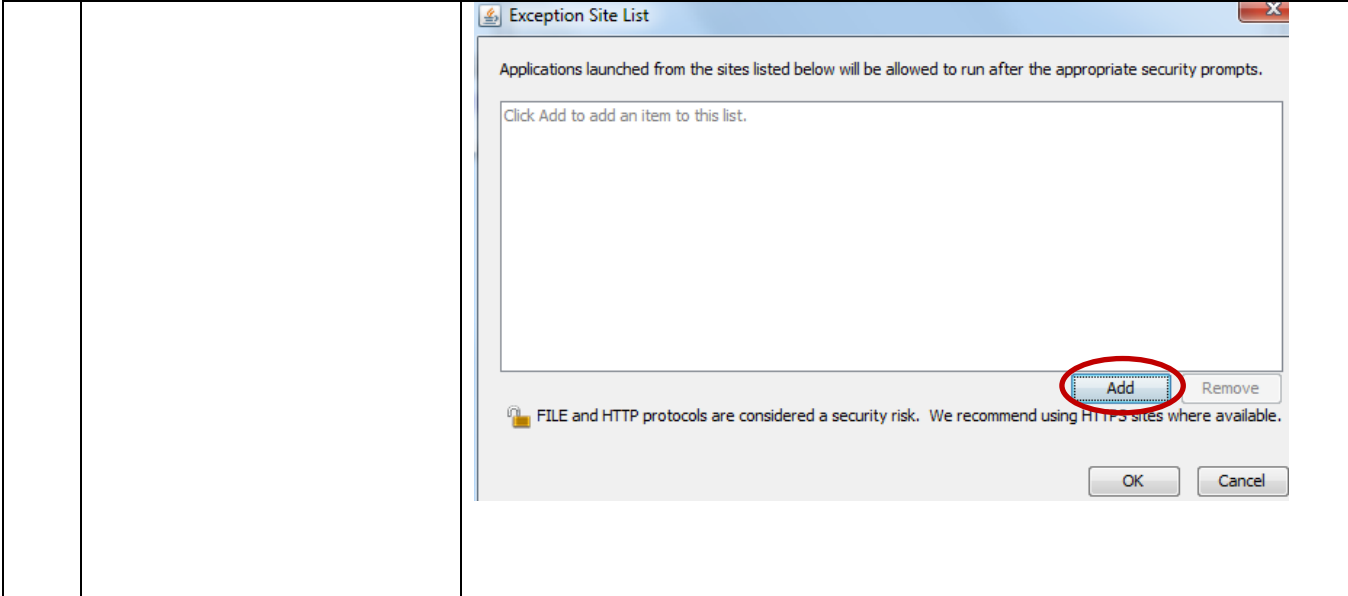 Exception Site List
Applications launched from the sites listed below will be allowed to run after the appropriate security prompts.
Click Add to add an item to this list.
Add Remove
FILE and HTTP protocols are considered a security risk. We recommend using HTTPS sites where available.
OK Cancel